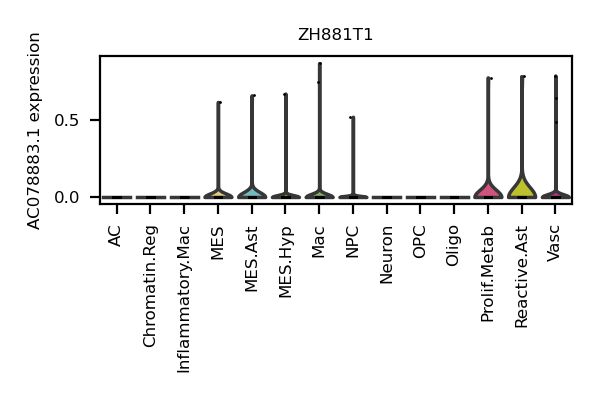 ZH881T1
AC078883.1 expression
0.5
0.0
AC
Chromatin.Reg
Inflammatory.Mac
MES
MES.Ast
MES.Hyp
Mac
NPC
Neuron
OPC
Oligo
Prolif.Metab
Reactive.Ast
Vasc